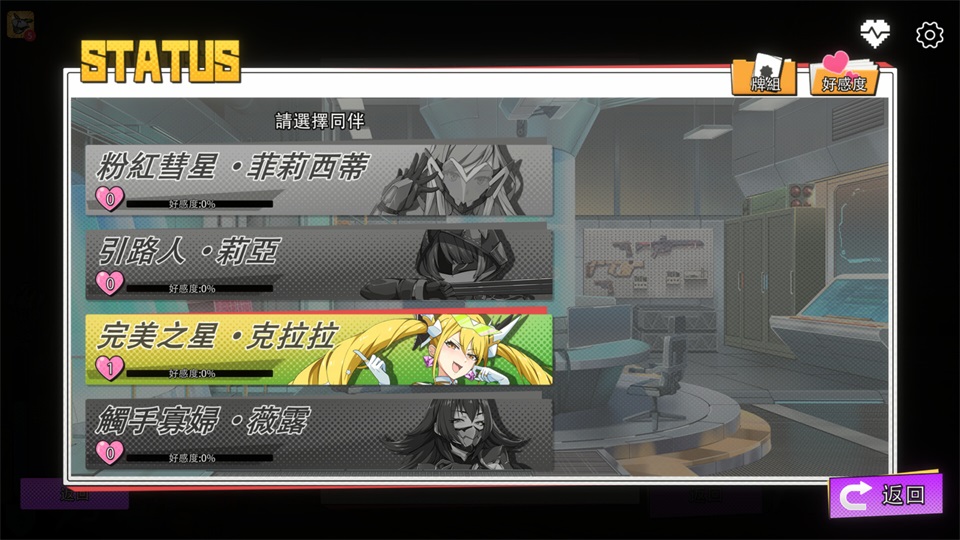 STATUS
牌組
好感度
請選擇同伴
粉紅彗星・菲莉西蒂
0
好感度:0%
引路人・莉亞
0
好感度:0%
完美之星・克拉拉
1
好感度:0%
觸手寡婦・薇露
0
好感度:0%
返回
返回